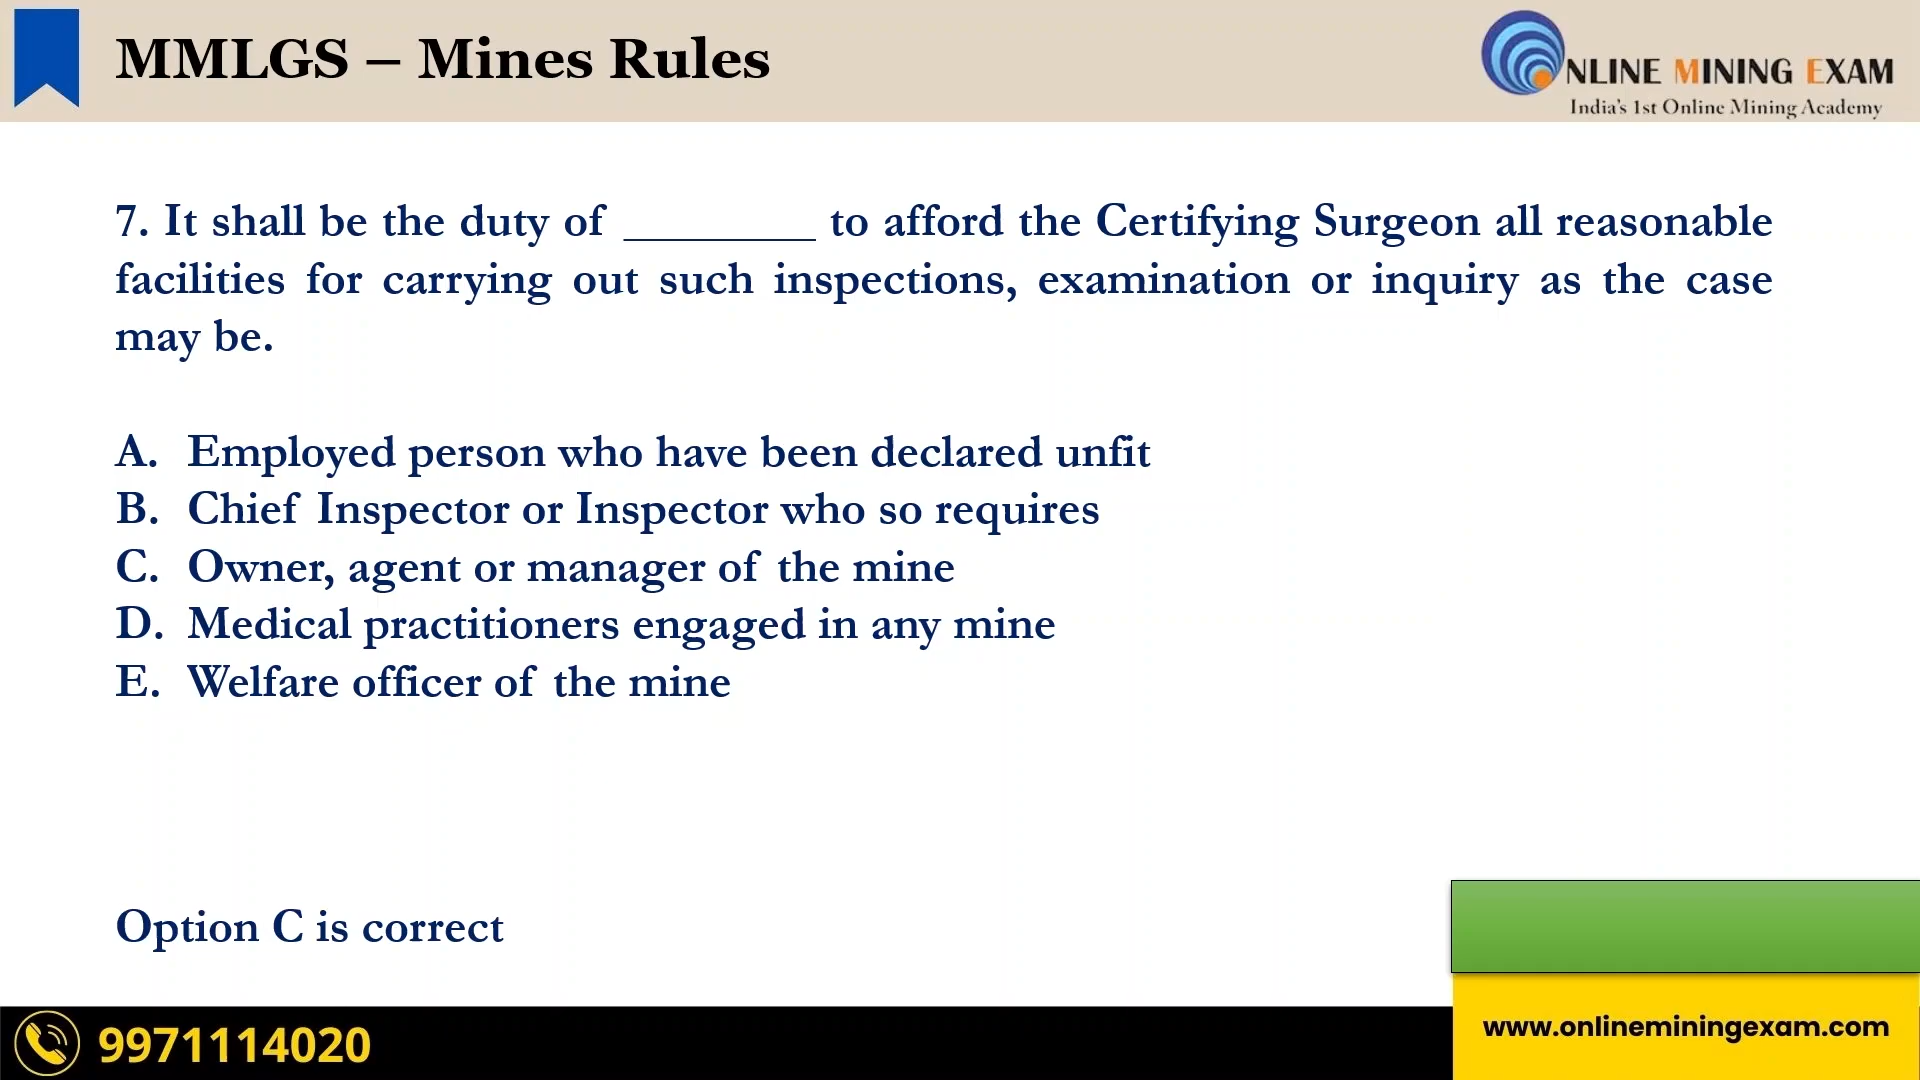 MMLGS – Mines Rules
NLINE MINING EXAM
India's 1st Online Mining Academy
7. It shall be the duty of ________ to afford the Certifying Surgeon all reasonable
facilities for carrying out such inspections, examination or inquiry as the case
may be.
A. Employed person who have been declared unfit
B. Chief Inspector or Inspector who so requires
C. Owner, agent or manager of the mine
D. Medical practitioners engaged in any mine
E. Welfare officer of the mine
Option C is correct
9971114020
www.onlineminingexam.com